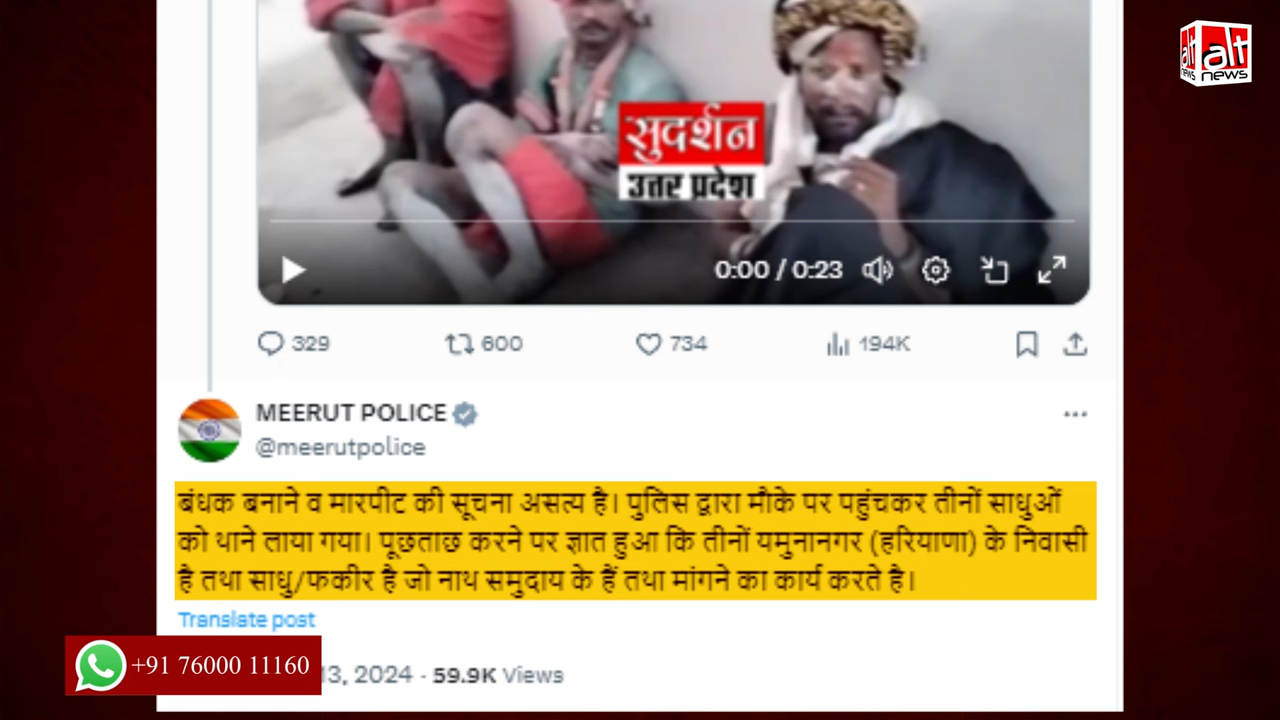 alt
news
alt
news
सुदर्शन
उत्तर प्रदेश
0:00 / 0:23
329 600 734 194K
MEERUT POLICE
@meerutpolice
बंधक बनाने व मारपीट की सूचना असत्य है। पुलिस द्वारा मौके पर पहुंचकर तीनों साधुओं
को थाने लाया गया। पूछताछ करने पर ज्ञात हुआ कि तीनों यमुनानगर (हरियाणा) के निवासी
है तथा साधु/फकीर है जो नाथ समुदाय के हैं तथा मांगने का कार्य करते है।
Translate post
+91 76000 11160
13, 2024 · 59.9K Views